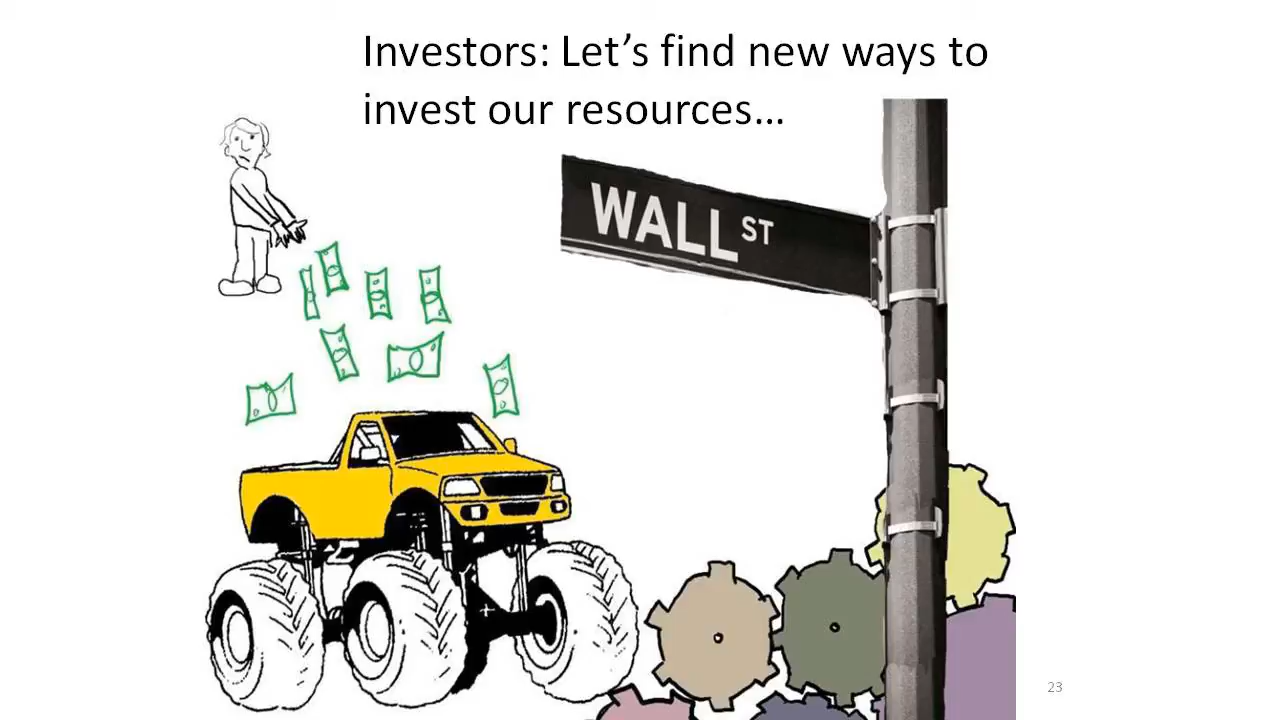 Investors: Let’s find new ways to
invest our resources…
WALL ST
23